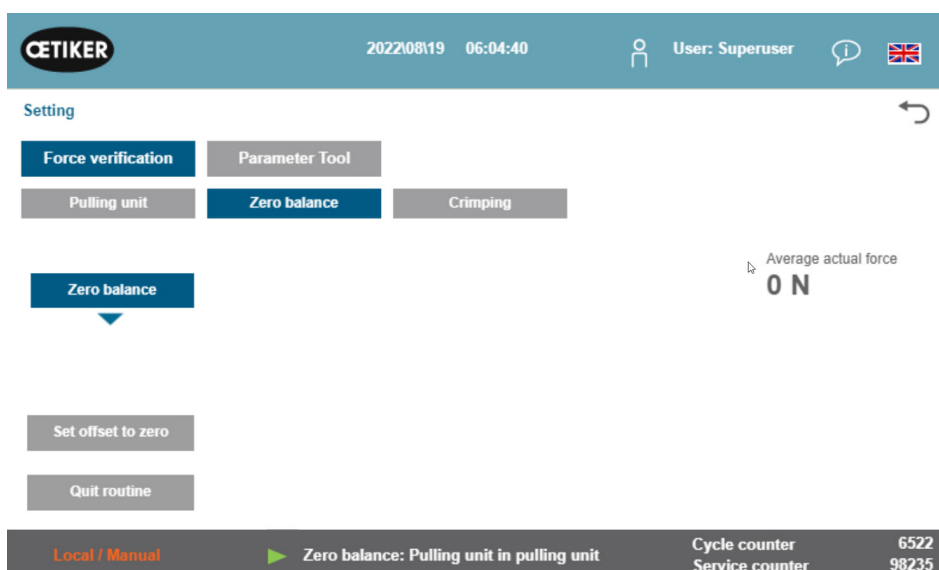 ŒTIKER
2022\08\19 06:04:40
User: Superuser
i
Setting
Force verification
Parameter Tool
Pulling unit
Zero balance
Crimping
Average actual force
0 N
Zero balance
Set offset to zero
Quit routine
Local / Manual
Zero balance: Pulling unit in pulling unit
Cycle counter 6522
Service counter 98235